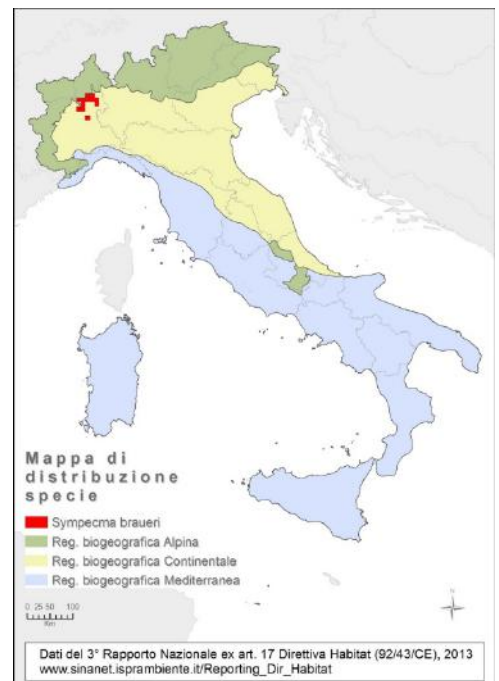 Mappa di
distribuzione
specie
Sympecma braueri
Reg. biogeografica Alpina
Reg. biogeografica Continentale
Reg. biogeografica Mediterranea
0 25 50 100
Km
N
Dati del 3° Rapporto Nazionale ex art. 17 Direttiva Habitat (92/43/CE), 2013
www.sinanet.isprambiente.it/Reporting_Dir_Habitat